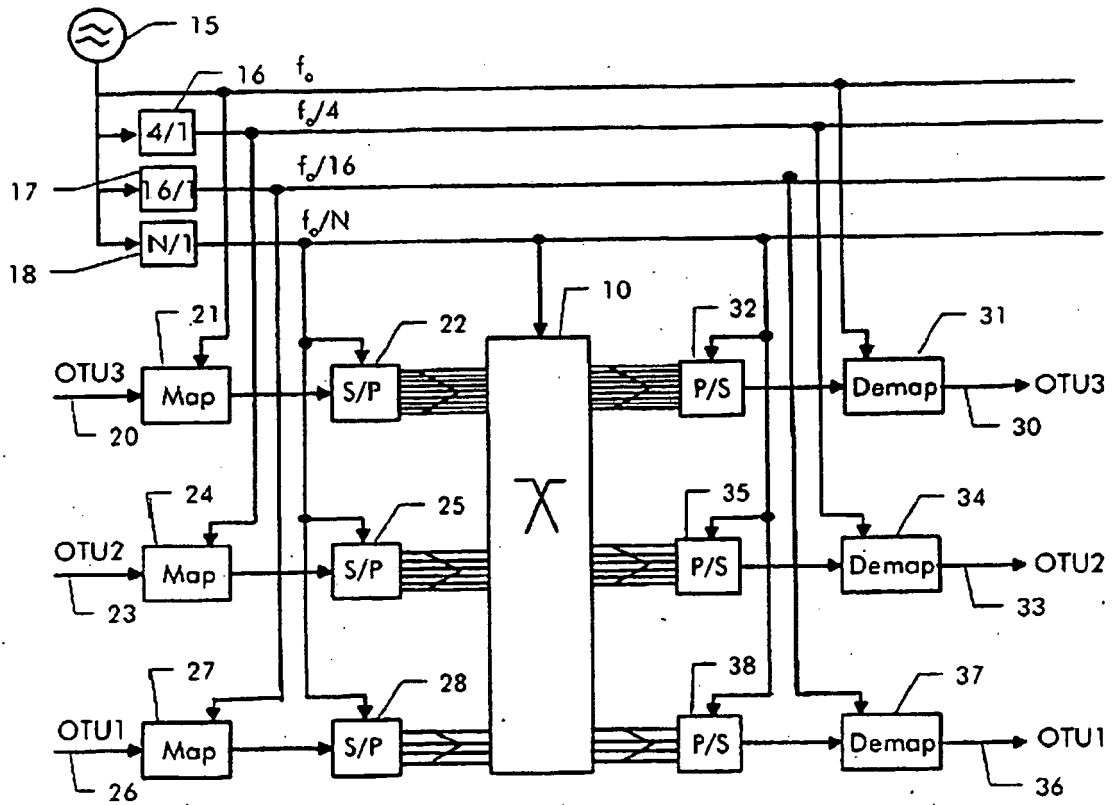 15
16
f₀
4/1
f₀/4
17
16/1
f₀/16
18
N/1
f₀/N
10
21
22
32
31
OTU3
Map
S/P
P/S
Demap
OTU3
20
30
24
25
35
34
OTU2
Map
S/P
P/S
Demap
OTU2
23
33
27
28
38
37
OTU1
Map
S/P
P/S
Demap
OTU1
26
36